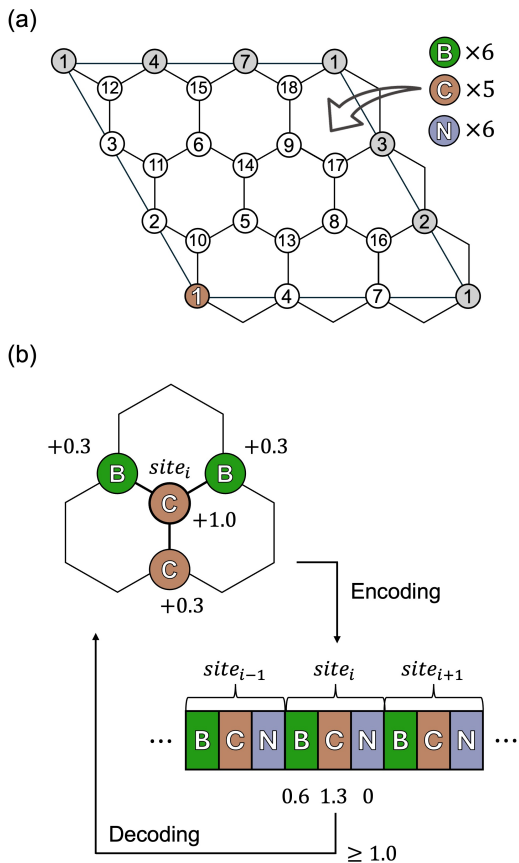 (a)
1 4 7 1
B ×6
12 15 18
C ×5
N ×6
3 6 9 3
11 14 17
2 5 8 2
10 13 16
1 4 7 1
(b)
+0.3 +0.3
B site_i B
C
+1.0
C
+0.3
Encoding
site_{i−1} site_i site_{i+1}
... B C N B C N B C N ...
0.6 1.3 0
Decoding
≥ 1.0